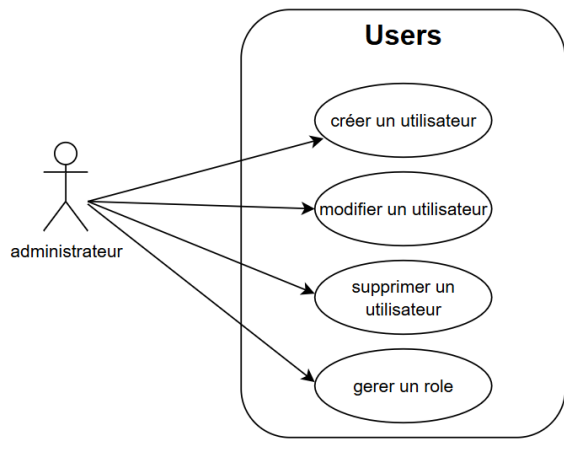 Users
créer un utilisateur
modifier un utilisateur
administrateur
supprimer un
utilisateur
gerer un role